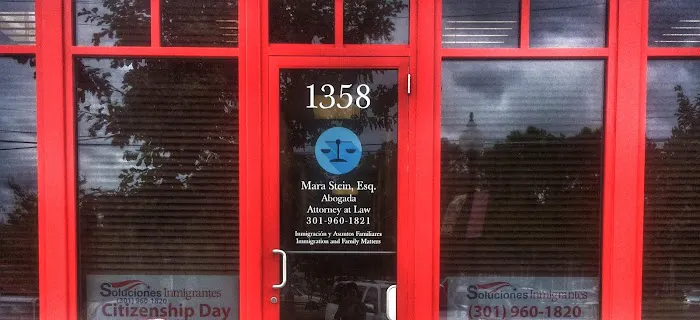 1358
Mara Stein, Esq.
Abogada
Attorney at Law
301-960-1821
Inmigración y Asuntos Familiares
Immigration and Family Matters
Soluciones Inmigrantes
(301) 960-1820
Citizenship Day
Soluciones Inmigrantes
(301) 960-1820